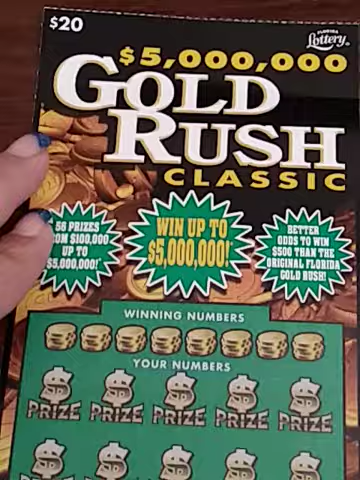 $20
FLORIDA
Lottery
$5,000,000
GOLD
RUSH
CLASSIC
56 PRIZES
OM $100,000
UP TO
$5,000,000!
WIN UP TO
$5,000,000!
BETTER
ODDS TO WIN
$500 THAN THE
ORIGINAL FLORIDA
GOLD RUSH!
WINNING NUMBERS
YOUR NUMBERS
PRIZE PRIZE PRIZE PRIZE PRIZE